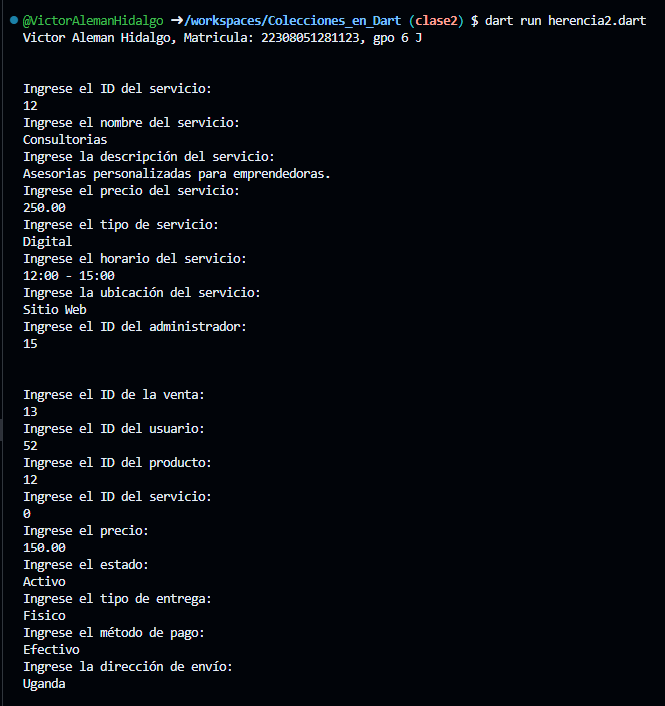 @VictorAlemanHidalgo ➜/workspaces/Colecciones_en_Dart (clase2) $ dart run herencia2.dart
Victor Aleman Hidalgo, Matricula: 22308051281123, gpo 6 J
Ingrese el ID del servicio:
12
Ingrese el nombre del servicio:
Consultorias
Ingrese la descripción del servicio:
Asesorias personalizadas para emprendedoras.
Ingrese el precio del servicio:
250.00
Ingrese el tipo de servicio:
Digital
Ingrese el horario del servicio:
12:00 - 15:00
Ingrese la ubicación del servicio:
Sitio Web
Ingrese el ID del administrador:
15
Ingrese el ID de la venta:
13
Ingrese el ID del usuario:
52
Ingrese el ID del producto:
12
Ingrese el ID del servicio:
0
Ingrese el precio:
150.00
Ingrese el estado:
Activo
Ingrese el tipo de entrega:
Fisico
Ingrese el método de pago:
Efectivo
Ingrese la dirección de envío:
Uganda